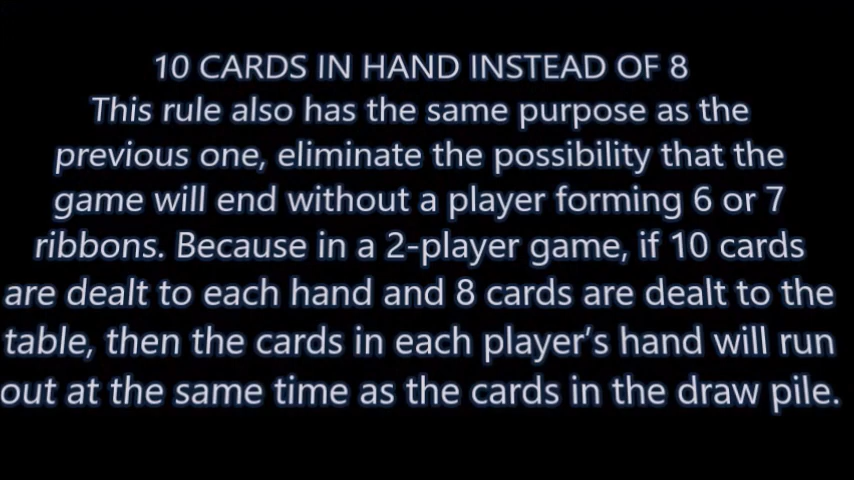 10 CARDS IN HAND INSTEAD OF 8
This rule also has the same purpose as the
previous one, eliminate the possibility that the
game will end without a player forming 6 or 7
ribbons. Because in a 2-player game, if 10 cards
are dealt to each hand and 8 cards are dealt to the
table, then the cards in each player’s hand will run
out at the same time as the cards in the draw pile.